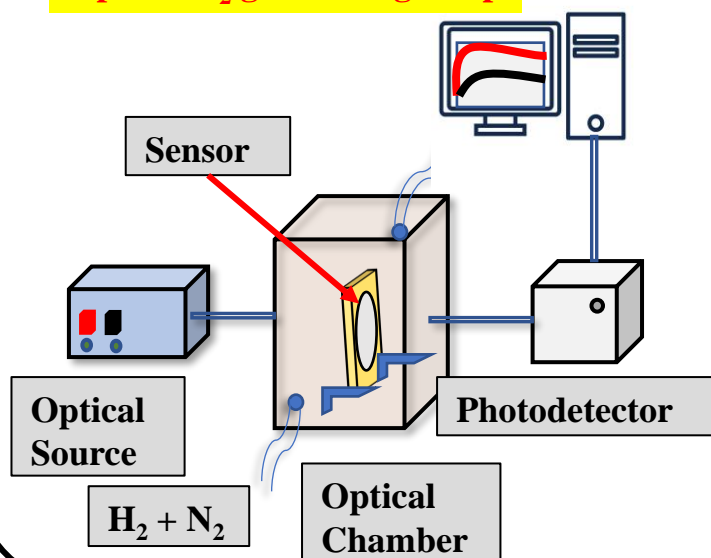 Sensor
Optical
Source
Photodetector
H₂ + N₂
Optical
Chamber